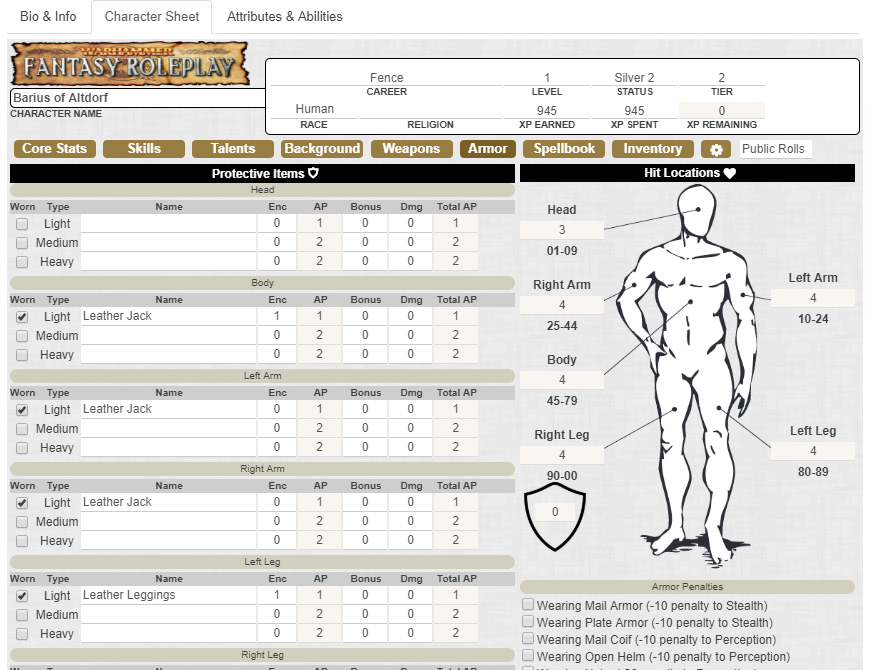 Bio & Info Character Sheet Attributes & Abilities
WARHAMMER
FANTASY ROLEPLAY
Barius of Altdorf
CHARACTER NAME
Fence 1 Silver 2 2
CAREER LEVEL STATUS TIER
Human 945 945 0
RACE RELIGION XP EARNED XP SPENT XP REMAINING
Core Stats Skills Talents Background Weapons Armor Spellbook Inventory Public Rolls
Protective Items
Head
Worn Type Name Enc AP Bonus Dmg Total AP
Light 0 1 0 0 1
Medium 0 2 0 0 2
Heavy 0 2 0 0 2
Body
Worn Type Name Enc AP Bonus Dmg Total AP
Light Leather Jack 1 1 0 0 1
Medium 0 2 0 0 2
Heavy 0 2 0 0 2
Left Arm
Worn Type Name Enc AP Bonus Dmg Total AP
Light Leather Jack 0 1 0 0 1
Medium 0 2 0 0 2
Heavy 0 2 0 0 2
Right Arm
Worn Type Name Enc AP Bonus Dmg Total AP
Light Leather Jack 0 1 0 0 1
Medium 0 2 0 0 2
Heavy 0 2 0 0 2
Left Leg
Worn Type Name Enc AP Bonus Dmg Total AP
Light Leather Leggings 1 1 0 0 1
Medium 0 2 0 0 2
Heavy 0 2 0 0 2
Right Leg
Hit Locations
Head
3
01-09
Right Arm
4
25-44
Left Arm
4
10-24
Body
4
45-79
Right Leg
4
90-00
Left Leg
4
80-89
0
Armor Penalties
Wearing Mail Armor (-10 penalty to Stealth)
Wearing Plate Armor (-10 penalty to Stealth)
Wearing Mail Coif (-10 penalty to Perception)
Wearing Open Helm (-10 penalty to Perception)